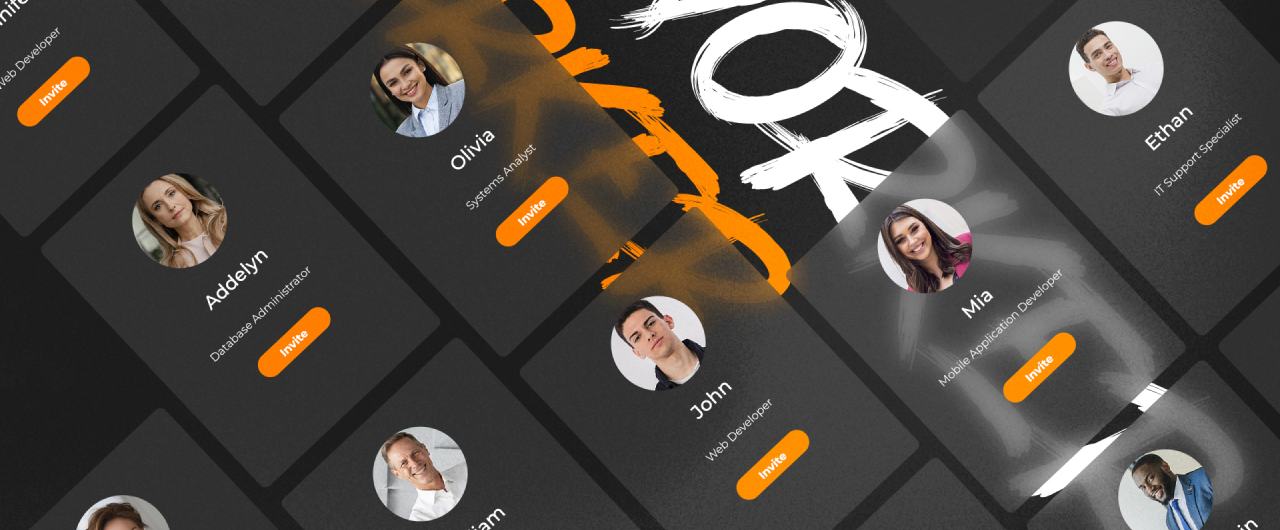 Web Developer
Invite
Addelyn
Database Administrator
Invite
Olivia
Systems Analyst
Invite
John
Web Developer
Invite
Mia
Mobile Application Developer
Invite
Ethan
IT Support Specialist
Invite